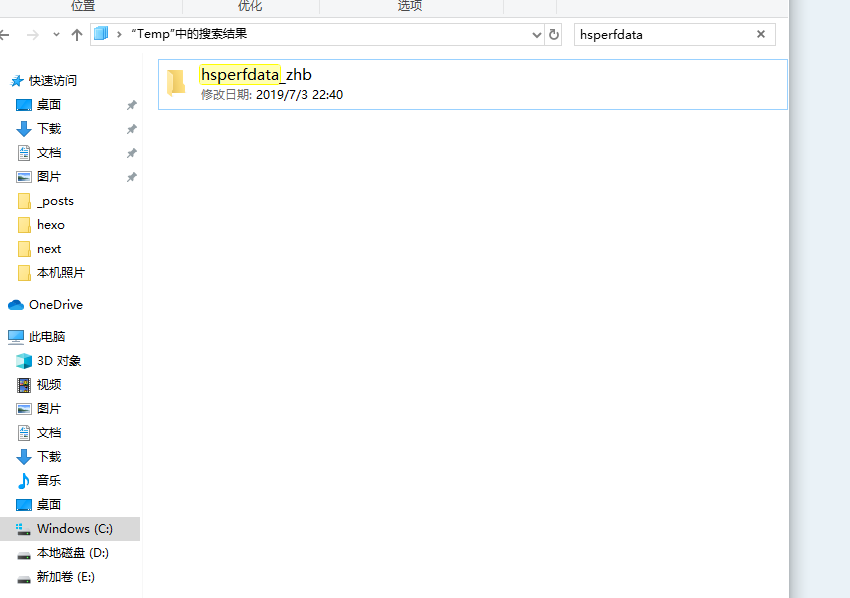 位置 优化 选项
“Temp”中的搜索结果 hsperfdata
hsperfdata_zhb
修改日期: 2019/7/3 22:40
快速访问
桌面
下载
文档
图片
_posts
hexo
next
本机照片
OneDrive
此电脑
3D 对象
视频
图片
文档
下载
音乐
桌面
Windows (C:)
本地磁盘 (D:)
新加卷 (E:)